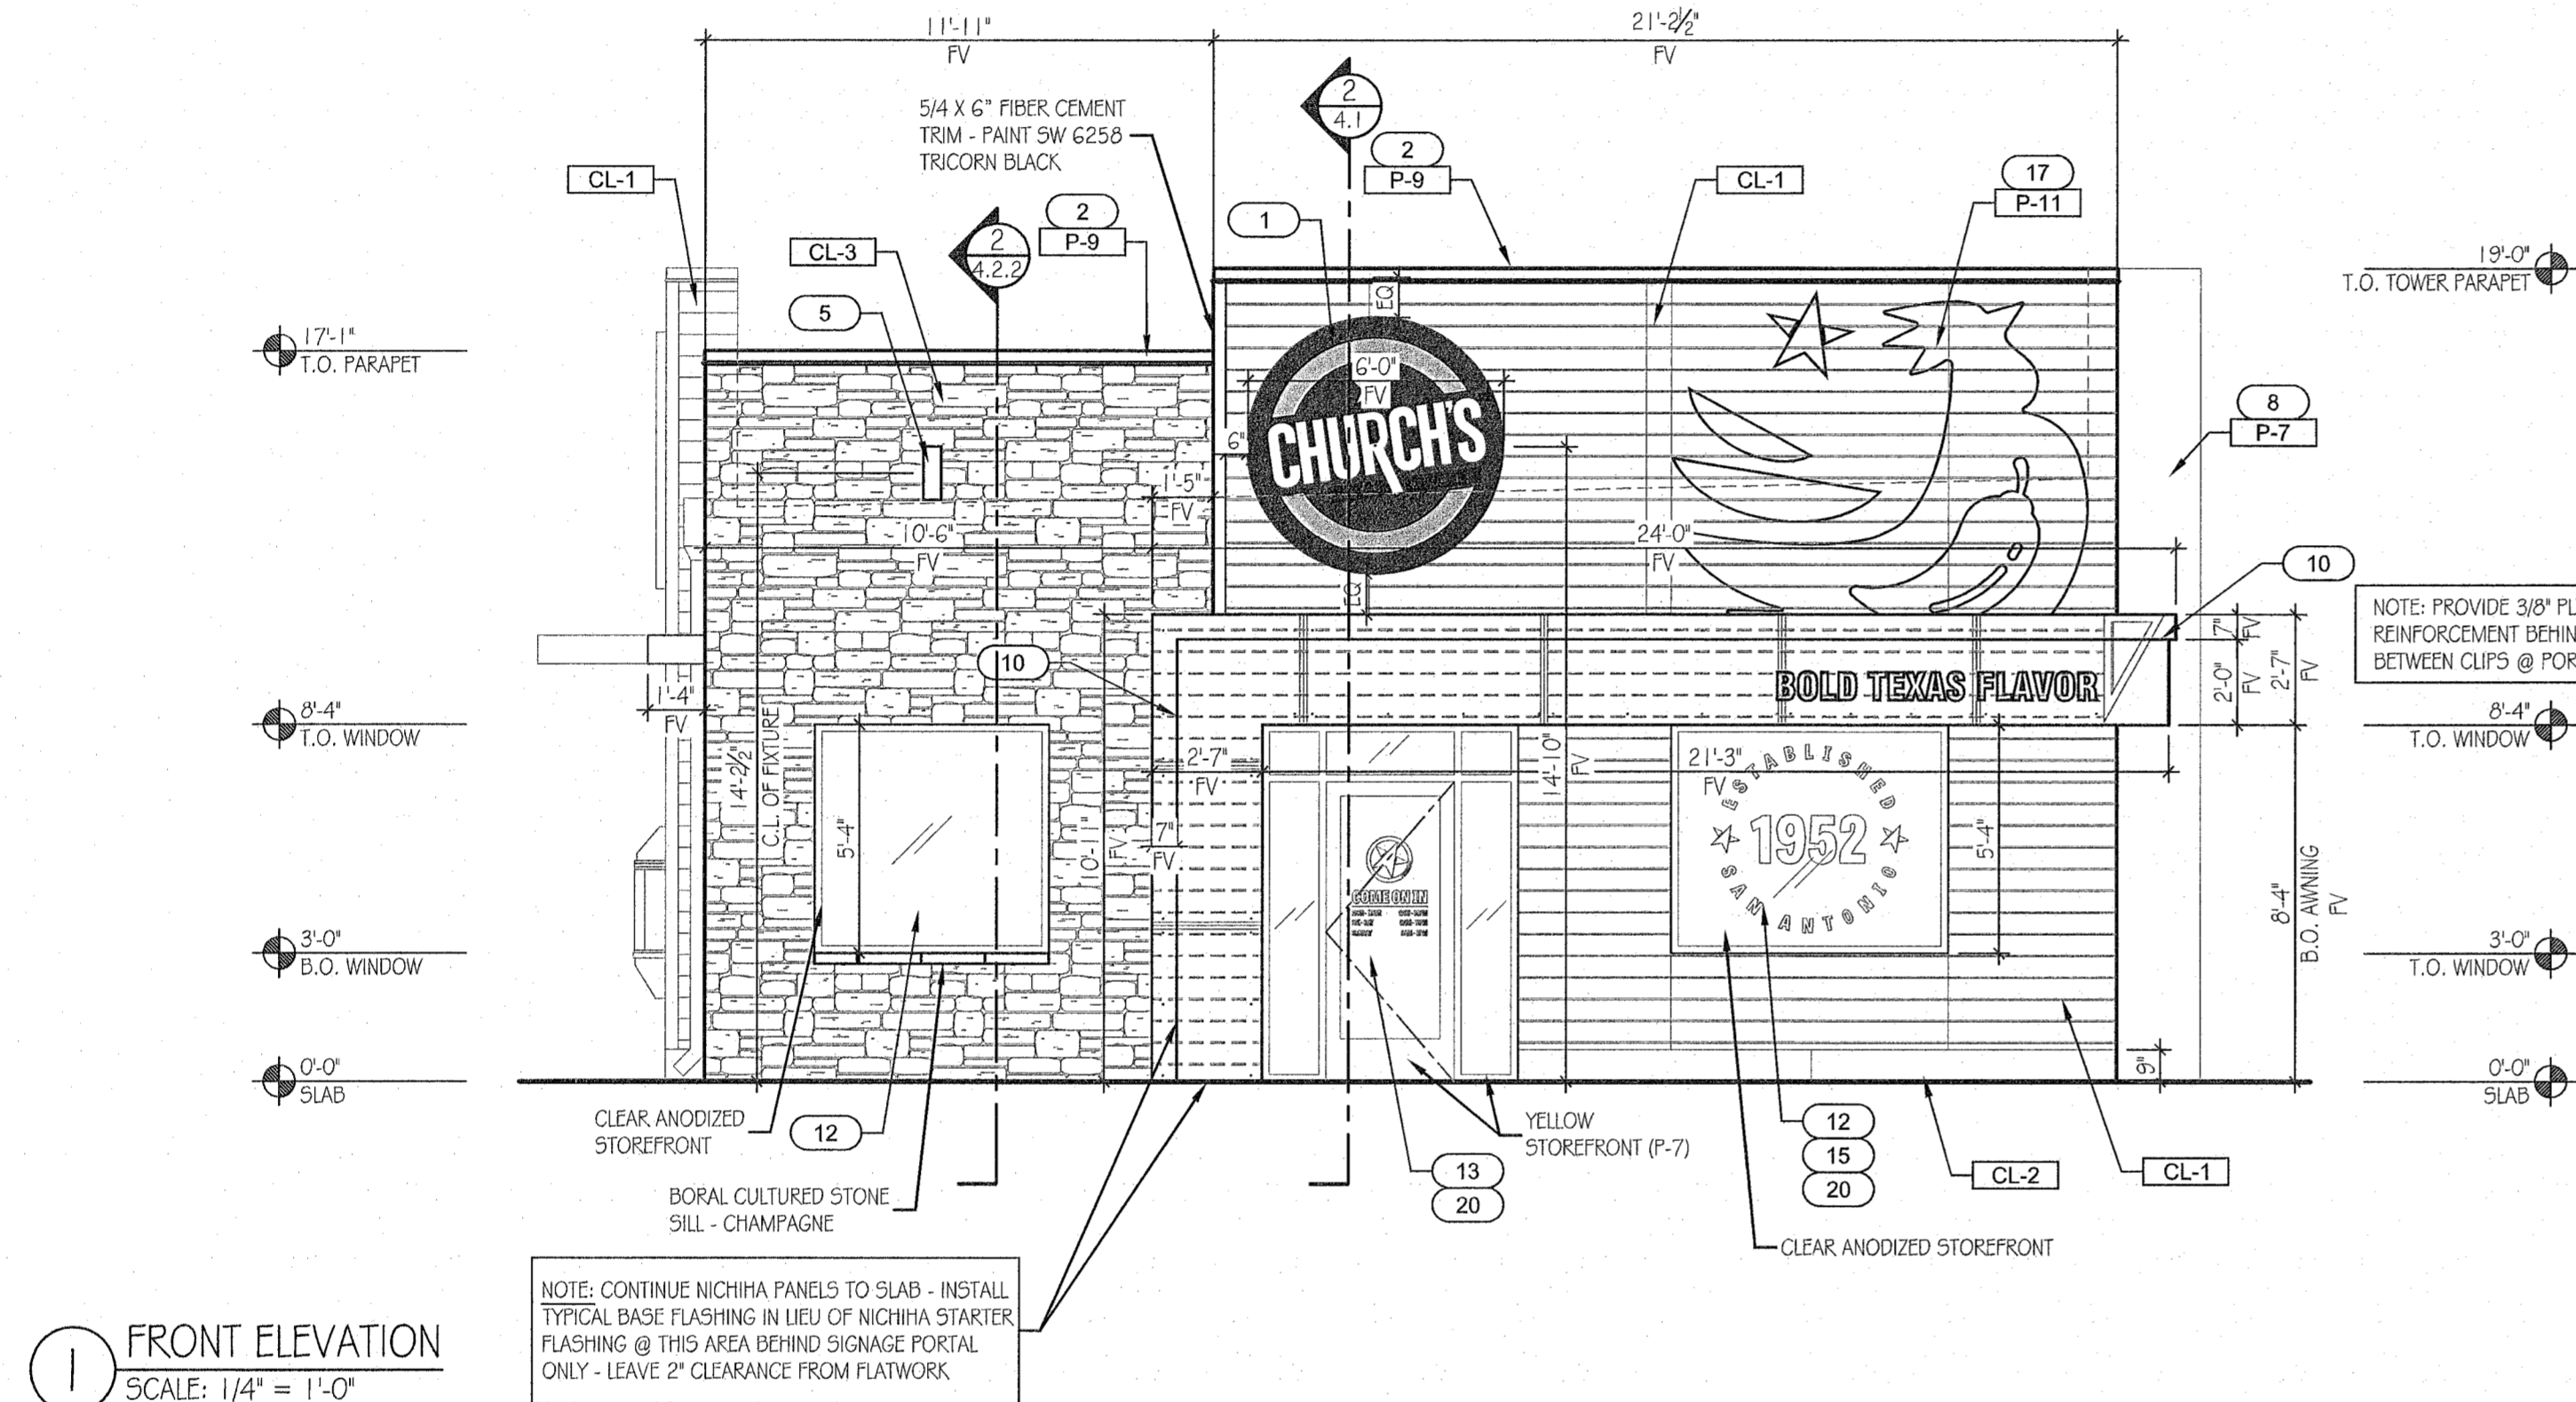 11'-11"
FV
21'-2½"
FV
5/4 X 6" FIBER CEMENT
TRIM - PAINT SW 6258
TRICORN BLACK
2
4.1
2
P-9
CL-1
17
P-11
CL-1
1
2
P-9
CL-3
2
4.2.2
5
19'-0"
T.O. TOWER PARAPET
17'-1"
T.O. PARAPET
EQ
6'-0"
FV
CHURCH'S
6"
8
P-7
1'-5"
FV
10'-6"
FV
24'-0"
FV
EQ
10
NOTE: PROVIDE 3/8" PL
REINFORCEMENT BEHIN
BETWEEN CLIPS @ POR
7"
FV
2'-0"
FV
2'-7"
FV
10
BOLD TEXAS FLAVOR
1'-4"
FV
8'-4"
T.O. WINDOW
8'-4"
T.O. WINDOW
14'-2½"
C.L. OF FIXTURE
5'-4"
FV
2'-7"
FV
7"
FV
14'-10"
FV
21'-3"
FV
ESTABLISHED
1952
SAN ANTONIO
5'-4"
COME ON IN
8'-4"
B.O. AWNING
FV
3'-0"
B.O. WINDOW
3'-0"
T.O. WINDOW
9"
0'-0"
SLAB
0'-0"
SLAB
CLEAR ANODIZED
STOREFRONT
12
YELLOW
STOREFRONT (P-7)
13
20
12
15
20
CL-2
CL-1
BORAL CULTURED STONE
SILL - CHAMPAGNE
CLEAR ANODIZED STOREFRONT
NOTE: CONTINUE NICHIHA PANELS TO SLAB - INSTALL
TYPICAL BASE FLASHING IN LIEU OF NICHIHA STARTER
FLASHING @ THIS AREA BEHIND SIGNAGE PORTAL
ONLY - LEAVE 2" CLEARANCE FROM FLATWORK
1
FRONT ELEVATION
SCALE: 1/4" = 1'-0"